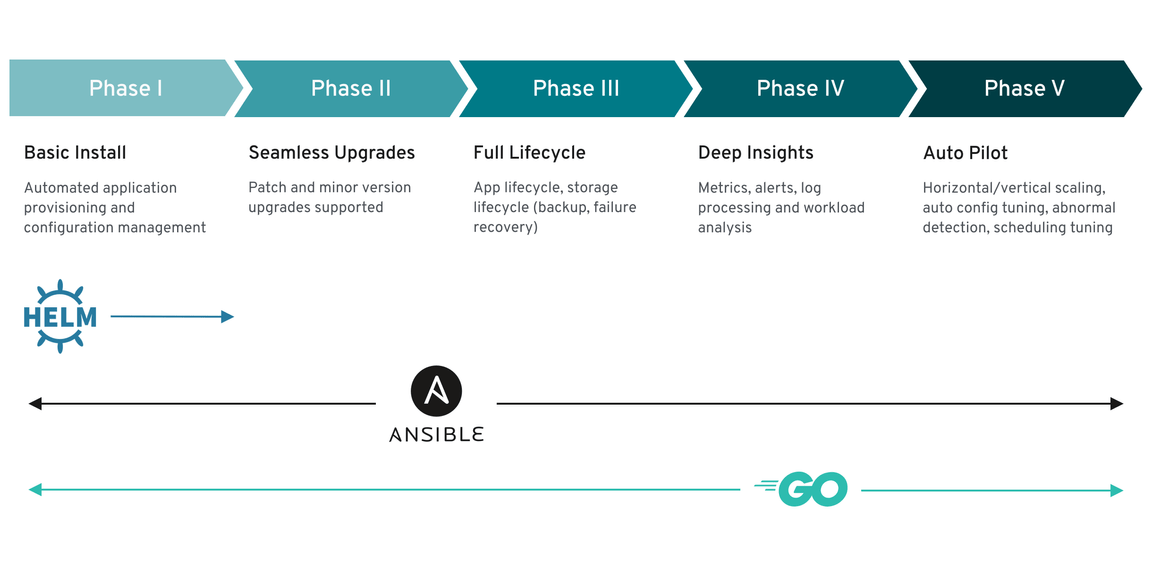 Phase I
Phase II
Phase III
Phase IV
Phase V
Basic Install
Automated application
provisioning and
configuration management
Seamless Upgrades
Patch and minor version
upgrades supported
Full Lifecycle
App lifecycle, storage
lifecycle (backup, failure
recovery)
Deep Insights
Metrics, alerts, log
processing and workload
analysis
Auto Pilot
Horizontal/vertical scaling,
auto config tuning, abnormal
detection, scheduling tuning
HELM
ANSIBLE
GO